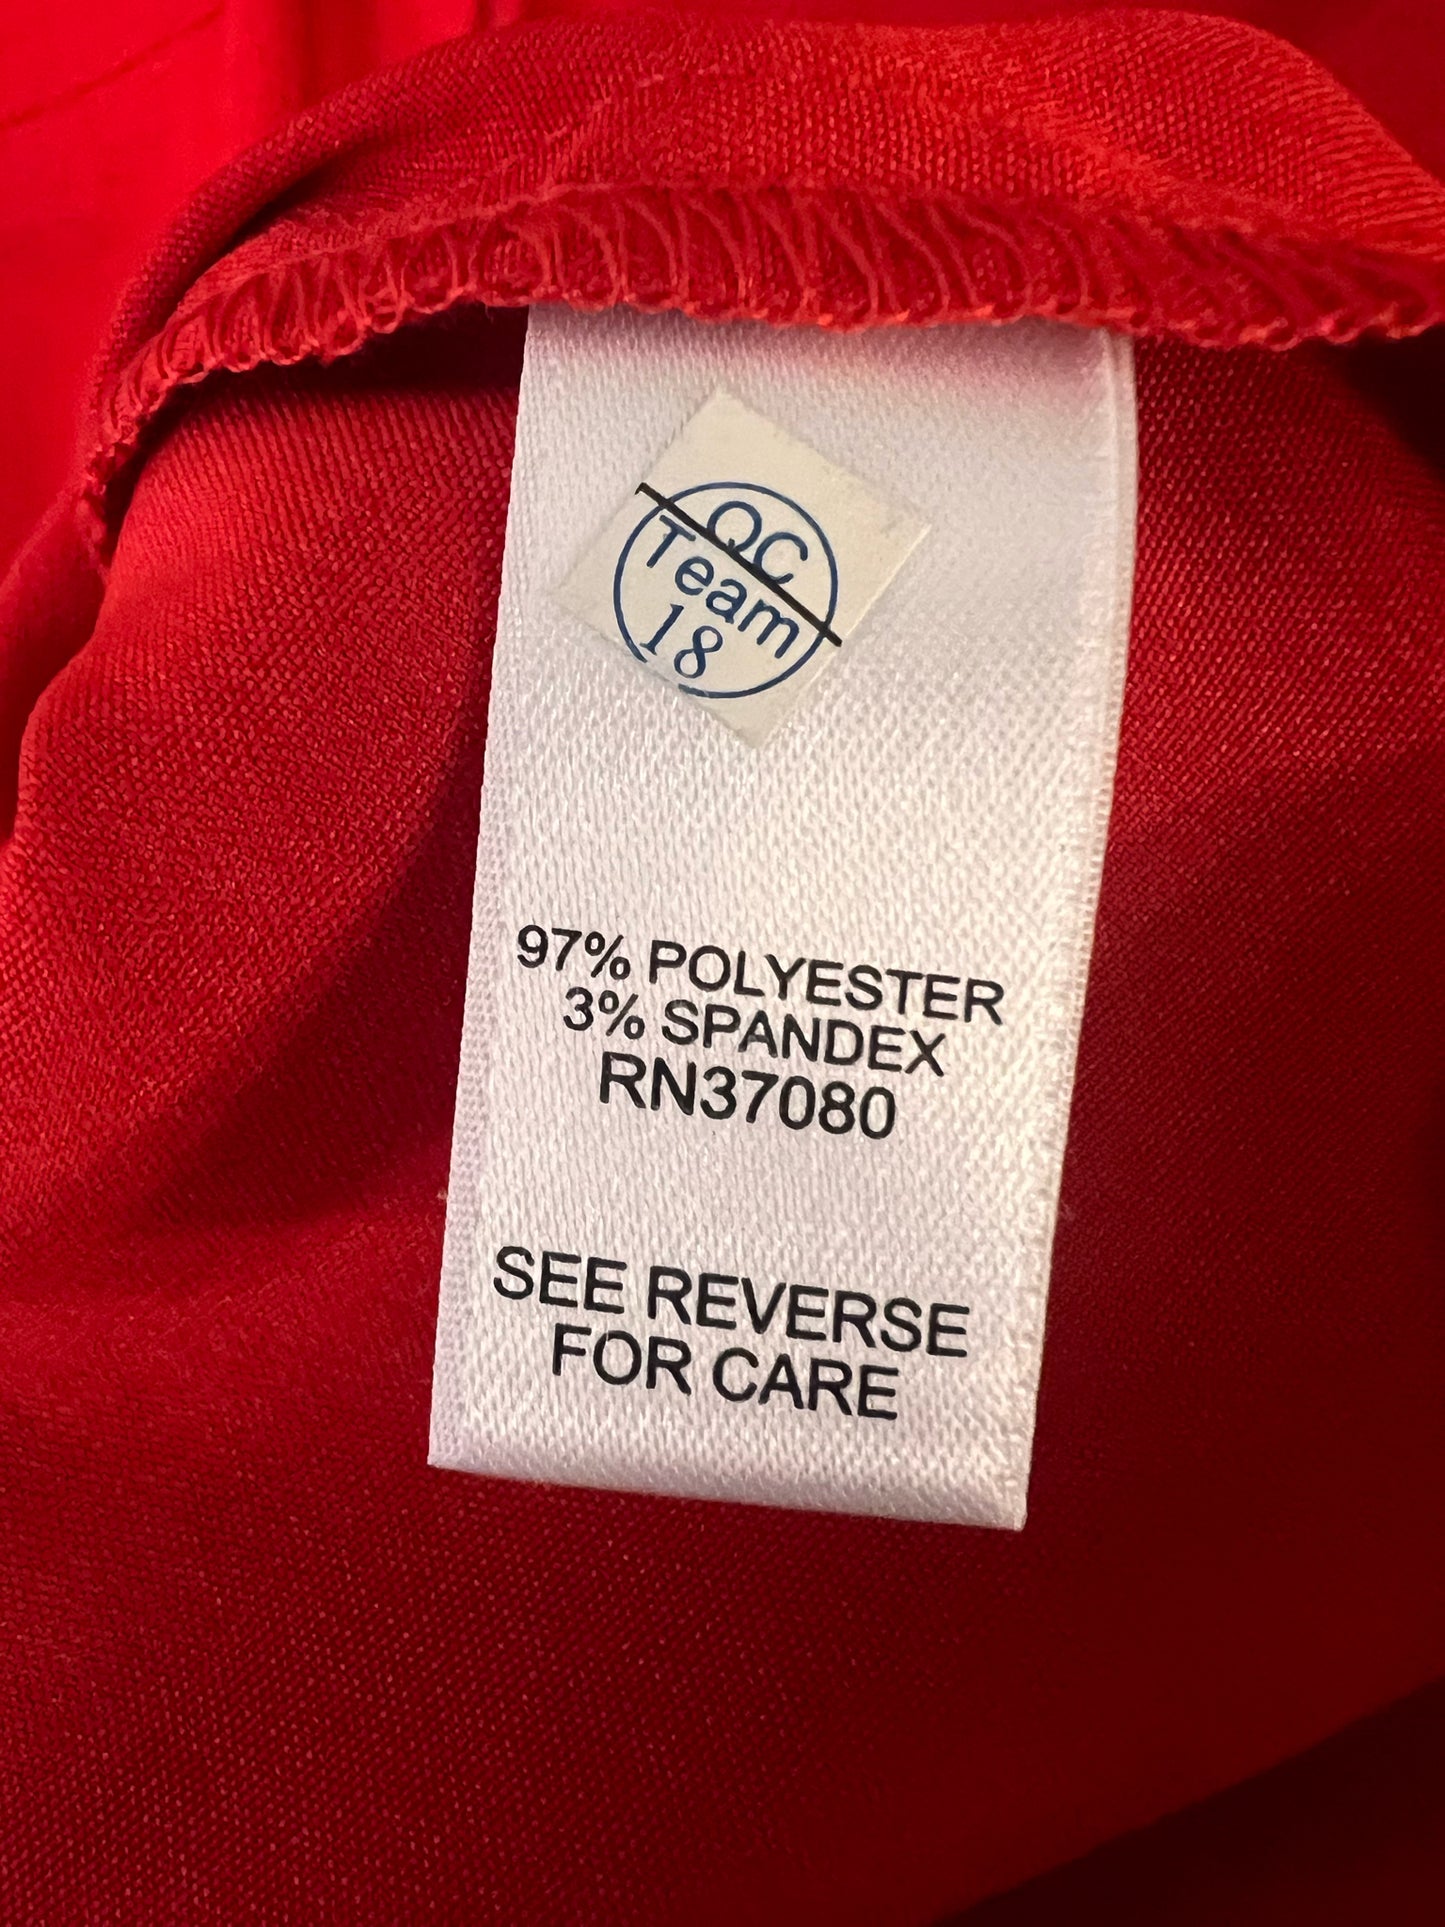 QC
Team
18
97% POLYESTER
3% SPANDEX
RN37080
SEE REVERSE
FOR CARE